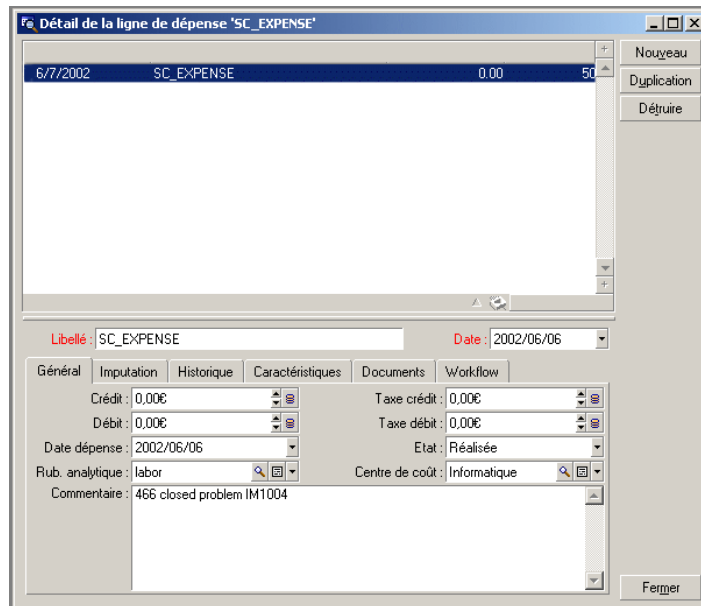 Détail de la ligne de dépense 'SC_EXPENSE'
Nouveau
6/7/2002 SC_EXPENSE 0.00 50
Duplication
Détruire
Libellé : SC_EXPENSE Date : 2002/06/06
Général Imputation Historique Caractéristiques Documents Workflow
Crédit : 0,00€ Taxe crédit : 0,00€
Débit : 0,00€ Taxe débit : 0,00€
Date dépense : 2002/06/06 Etat : Réalisée
Rub. analytique : labor Centre de coût : Informatique
Commentaire : 466 closed problem IM1004
Fermer